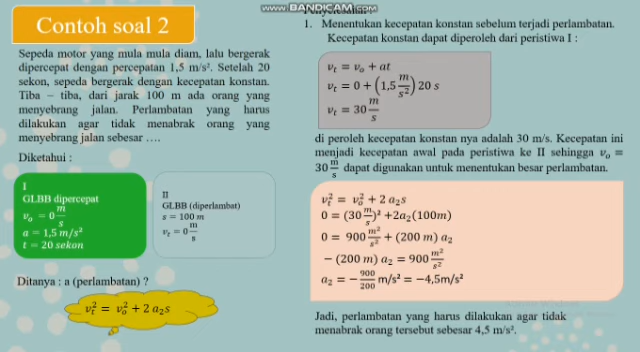 www.BANDICAM.com
Contoh soal 2
Sepeda motor yang mula mula diam, lalu bergerak
dipercepat dengan percepatan 1,5 m/s². Setelah 20
sekon, sepeda bergerak dengan kecepatan konstan.
Tiba – tiba, dari jarak 100 m ada orang yang
menyebrang jalan. Perlambatan yang harus
dilakukan agar tidak menabrak orang yang
menyebrang jalan sebesar ….
Diketahui :
I
GLBB dipercepat
v₀ = 0 m/s
a = 1,5 m/s²
t = 20 sekon
II
GLBB (diperlambat)
s = 100 m
vₜ = 0 m/s
Ditanya : a (perlambatan) ?
vₜ² = v₀² + 2 a₂s
1. Menentukan kecepatan konstan sebelum terjadi perlambatan.
Kecepatan konstan dapat diperoleh dari peristiwa I :
vₜ = v₀ + at
vₜ = 0 + (1,5 m/s²) 20 s
vₜ = 30 m/s
di peroleh kecepatan konstan nya adalah 30 m/s. Kecepatan ini
menjadi kecepatan awal pada peristiwa ke II sehingga v₀ =
30 m/s dapat digunakan untuk menentukan besar perlambatan.
vₜ² = v₀² + 2 a₂s
0 = (30 m/s)² +2a₂(100m)
0 = 900 m²/s² + (200 m) a₂
− (200 m) a₂ = 900 m²/s²
a₂ = − 900/200 m/s² = −4,5m/s²
Jadi, perlambatan yang harus dilakukan agar tidak
menabrak orang tersebut sebesar 4,5 m/s².